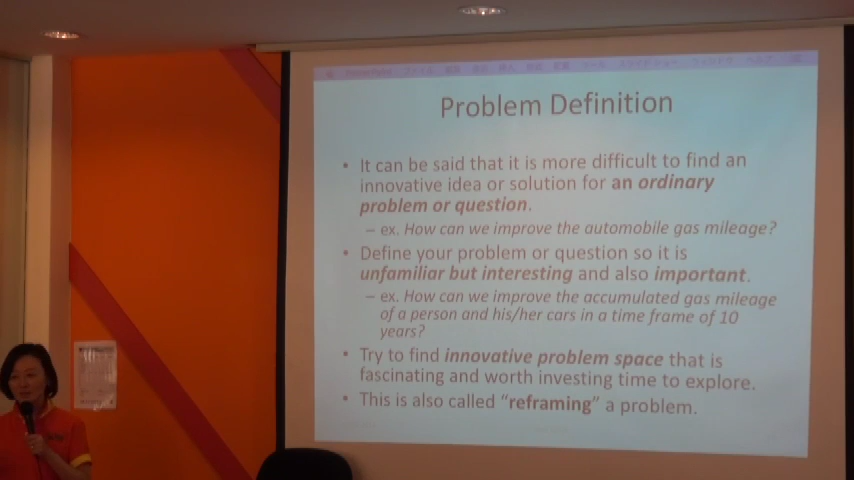 Problem Definition
• It can be said that it is more difficult to find an
innovative idea or solution for an ordinary
problem or question.
– ex. How can we improve the automobile gas mileage?
• Define your problem or question so it is
unfamiliar but interesting and also important.
– ex. How can we improve the accumulated gas mileage
of a person and his/her cars in a time frame of 10
years?
• Try to find innovative problem space that is
fascinating and worth investing time to explore.
• This is also called “reframing” a problem.